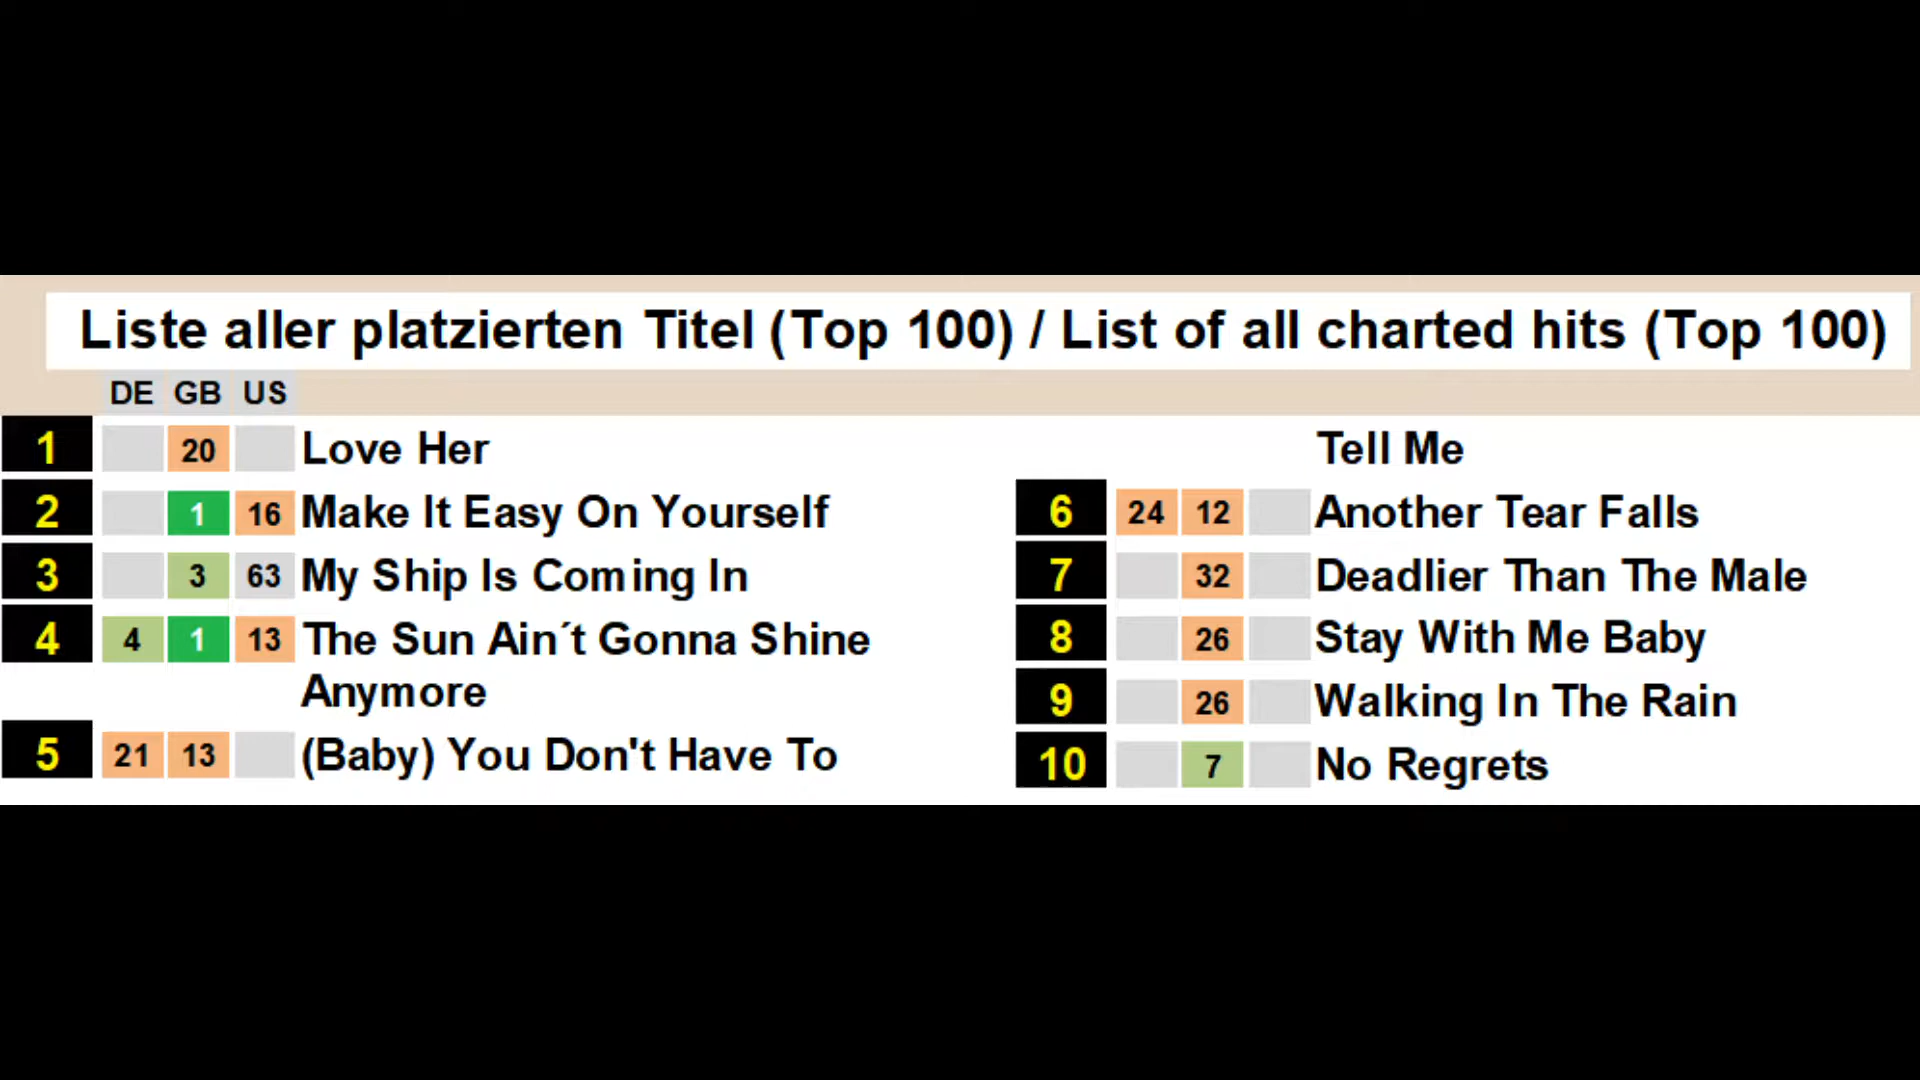 Liste aller platzierten Titel (Top 100) / List of all charted hits (Top 100)
DE GB US
1 20 Love Her
2 1 16 Make It Easy On Yourself
3 3 63 My Ship Is Coming In
4 4 1 13 The Sun Ain´t Gonna Shine
Anymore
5 21 13 (Baby) You Don't Have To
Tell Me
6 24 12 Another Tear Falls
7 32 Deadlier Than The Male
8 26 Stay With Me Baby
9 26 Walking In The Rain
10 7 No Regrets